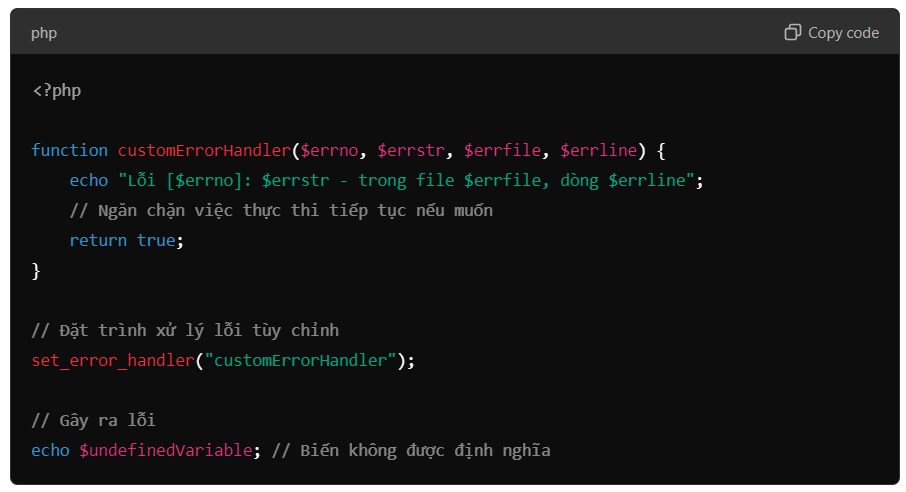 php Copy code
<?php
function customErrorHandler($errno, $errstr, $errfile, $errline) {
    echo "Lỗi [$errno]: $errstr - trong file $errfile, dòng $errline";
    // Ngăn chặn việc thực thi tiếp tục nếu muốn
    return true;
}
// Đặt trình xử lý lỗi tùy chỉnh
set_error_handler("customErrorHandler");
// Gây ra lỗi
echo $undefinedVariable; // Biến không được định nghĩa